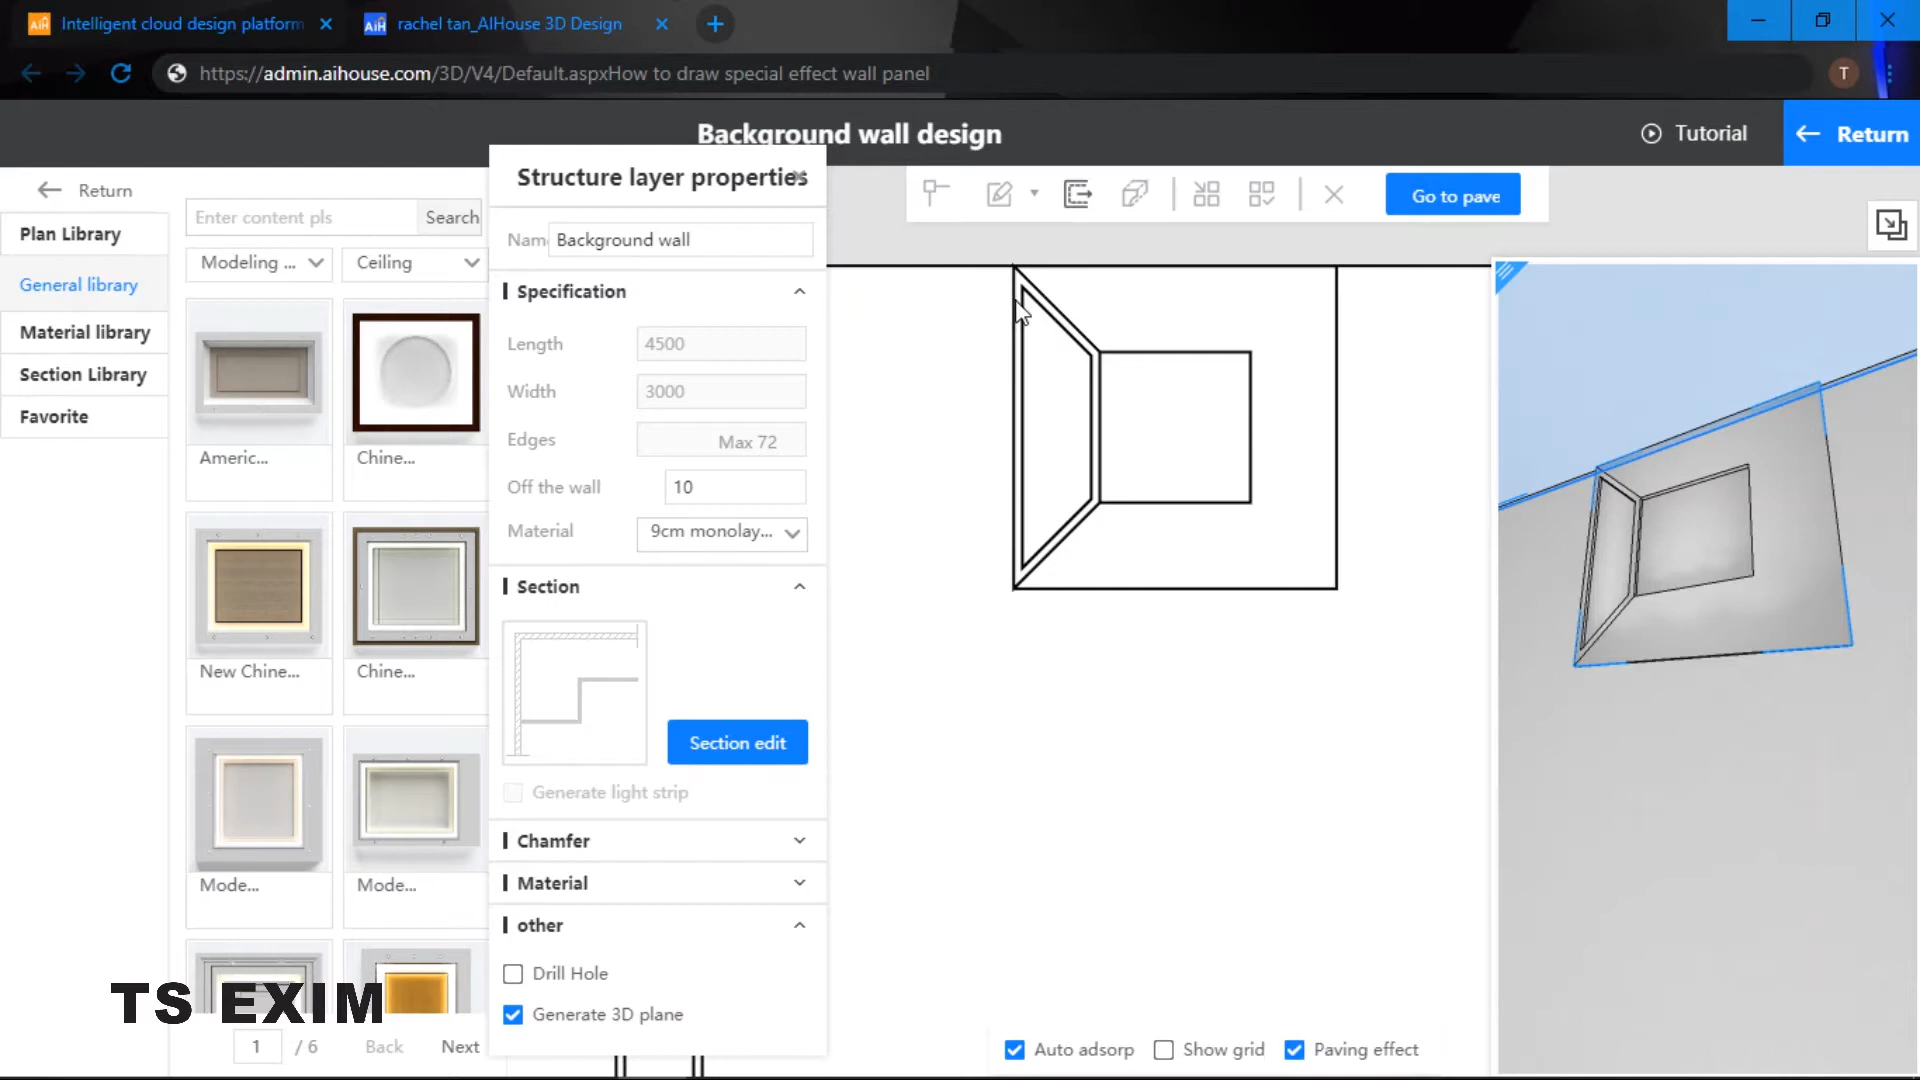 Intelligent cloud design platform
rachel tan_AIHouse 3D Design
https://admin.aihouse.com/3D/V4/Default.aspxHow to draw special effect wall panel
T
Background wall design
Tutorial
Return
Return
Plan Library
General library
Material library
Section Library
Favorite
Enter content pls
Search
Modeling ...
Ceiling
Americ...
Chine...
New Chine...
Chine...
Mode...
Mode...
TS EXIM
1 / 6 Back Next
Structure layer properties
Name Background wall
Specification
Length 4500
Width 3000
Edges Max 72
Off the wall 10
Material 9cm monolay...
Section
Section edit
Generate light strip
Chamfer
Material
other
Drill Hole
Generate 3D plane
Go to pave
Auto adsorp
Show grid
Paving effect